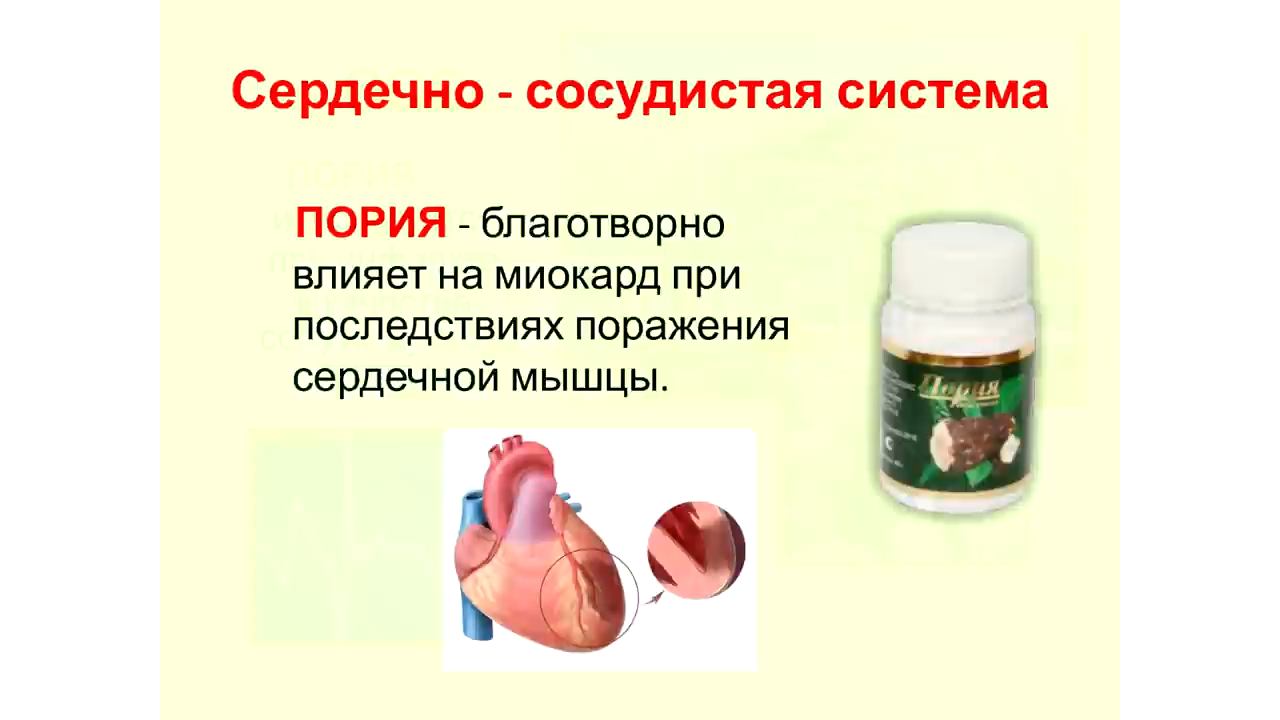 Сердечно - сосудистая система
ПОРИЯ - благотворно
влияет на миокард при
последствиях поражения
сердечной мышцы.
Пория